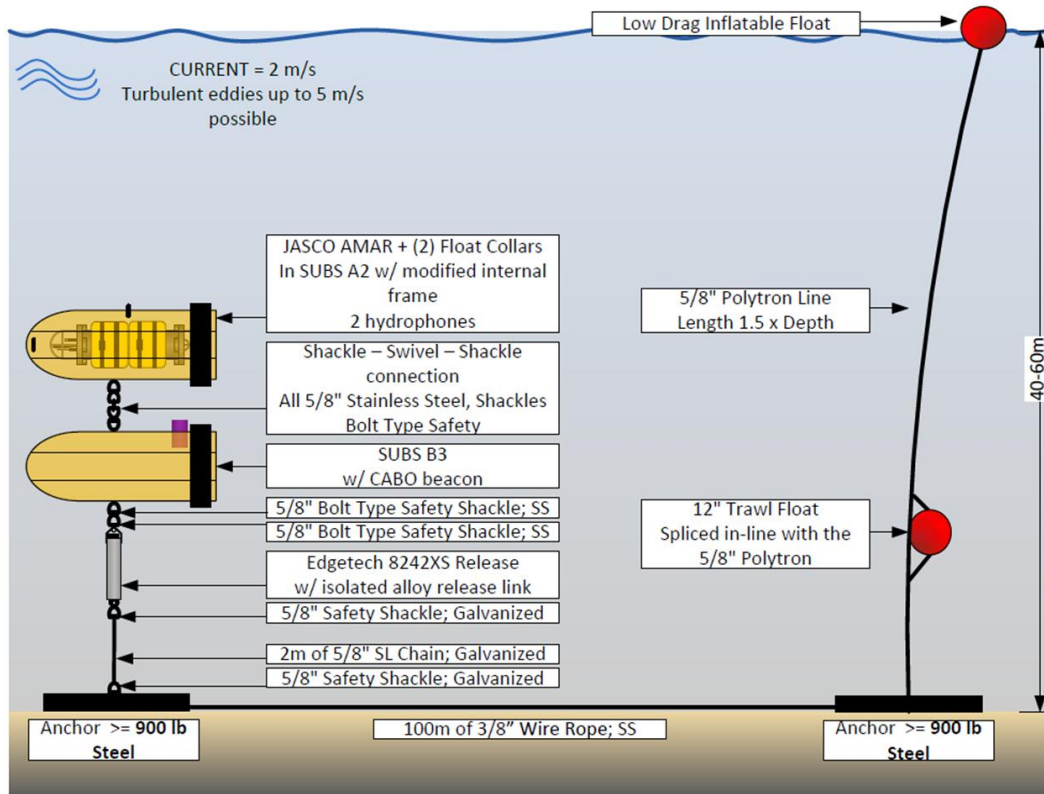 Low Drag Inflatable Float
CURRENT = 2 m/s
Turbulent eddies up to 5 m/s
possible
JASCO AMAR + (2) Float Collars
In SUBS A2 w/ modified internal
frame
2 hydrophones
5/8" Polytron Line
Length 1.5 x Depth
40-60m
Shackle – Swivel – Shackle
connection
All 5/8" Stainless Steel, Shackles
Bolt Type Safety
SUBS B3
w/ CABO beacon
5/8" Bolt Type Safety Shackle; SS
5/8" Bolt Type Safety Shackle; SS
12" Trawl Float
Spliced in-line with the
5/8" Polytron
Edgetech 8242XS Release
w/ isolated alloy release link
5/8" Safety Shackle; Galvanized
2m of 5/8" SL Chain; Galvanized
5/8" Safety Shackle; Galvanized
Anchor >= 900 lb
Steel
100m of 3/8” Wire Rope; SS
Anchor >= 900 lb
Steel